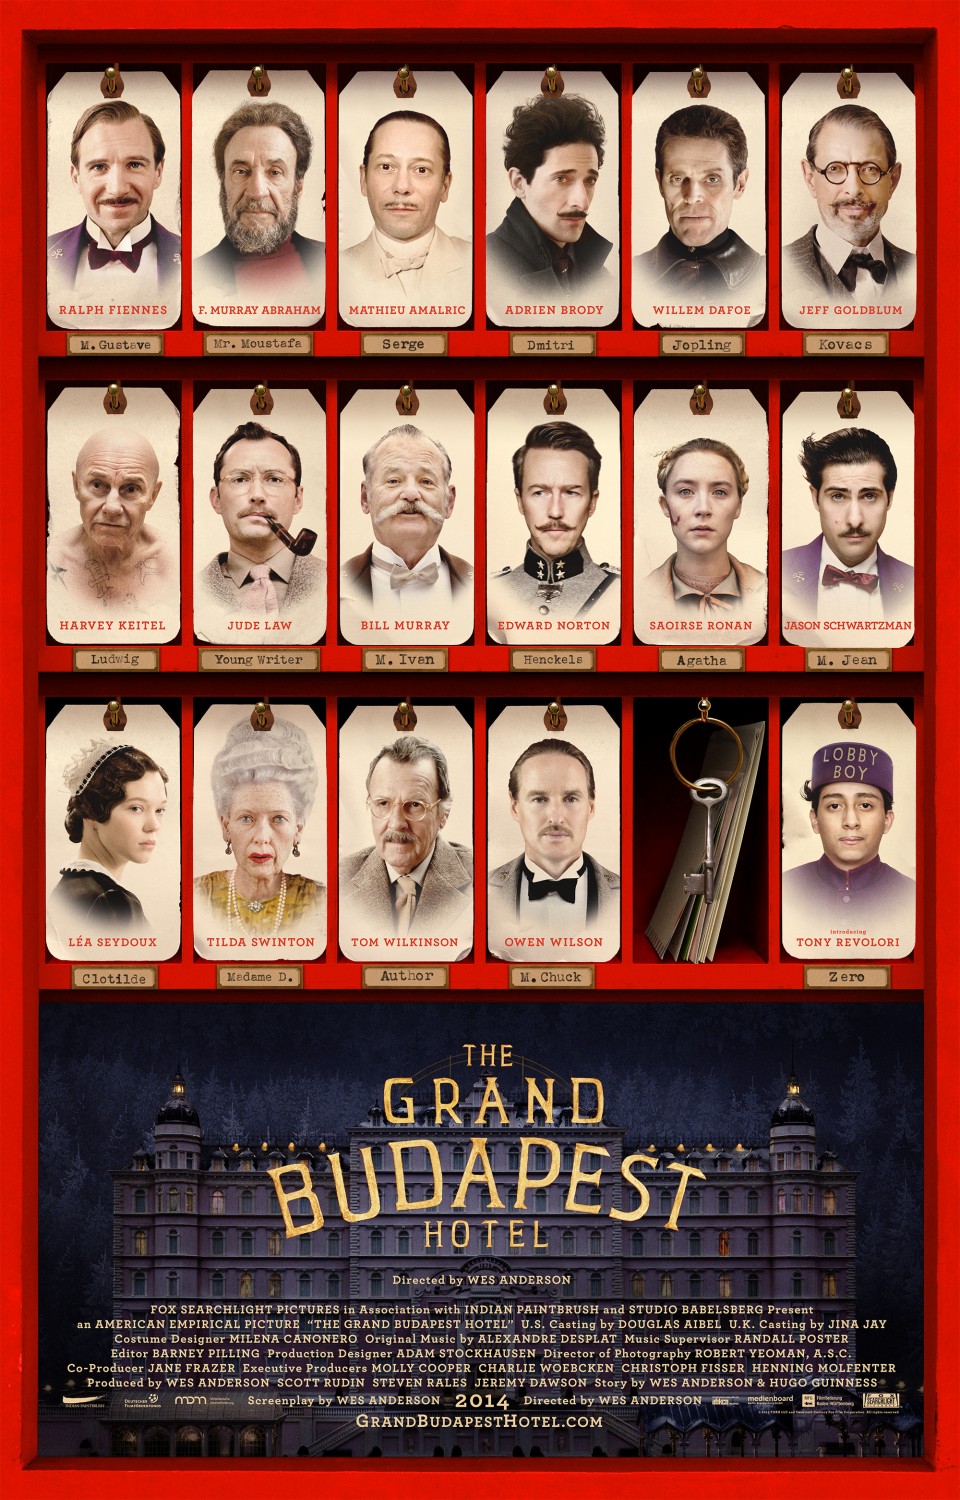 RALPH FIENNES
M. Gustave
F. MURRAY ABRAHAM
Mr. Moustafa
MATHIEU AMALRIC
Serge
ADRIEN BRODY
Dmitri
WILLEM DAFOE
Jopling
JEFF GOLDBLUM
Kovacs
HARVEY KEITEL
Ludwig
JUDE LAW
Young Writer
BILL MURRAY
M. Ivan
EDWARD NORTON
Henckels
SAOIRSE RONAN
Agatha
JASON SCHWARTZMAN
M. Jean
LÉA SEYDOUX
Clotilde
TILDA SWINTON
Madame D.
TOM WILKINSON
Author
OWEN WILSON
M. Chuck
LOBBY
BOY
introducing
TONY REVOLORI
Zero
THE
GRAND
BUDAPEST
HOTEL
Directed by WES ANDERSON
FOX SEARCHLIGHT PICTURES in Association with INDIAN PAINTBRUSH and STUDIO BABELSBERG Present
an AMERICAN EMPIRICAL PICTURE "THE GRAND BUDAPEST HOTEL" U.S. Casting by DOUGLAS AIBEL U.K. Casting by JINA JAY
Costume Designer MILENA CANONERO Original Music by ALEXANDRE DESPLAT Music Supervisor RANDALL POSTER
Editor BARNEY PILLING Production Designer ADAM STOCKHAUSEN Director of Photography ROBERT YEOMAN, A.S.C.
Co-Producer JANE FRAZER Executive Producers MOLLY COOPER CHARLIE WOEBCKEN CHRISTOPH FISSER HENNING MOLFENTER
Produced by WES ANDERSON SCOTT RUDIN STEVEN RALES JEREMY DAWSON Story by WES ANDERSON & HUGO GUINNESS
Screenplay by WES ANDERSON 2014 Directed by WES ANDERSON
medienboard
GRANDBUDAPESTHOTEL.COM